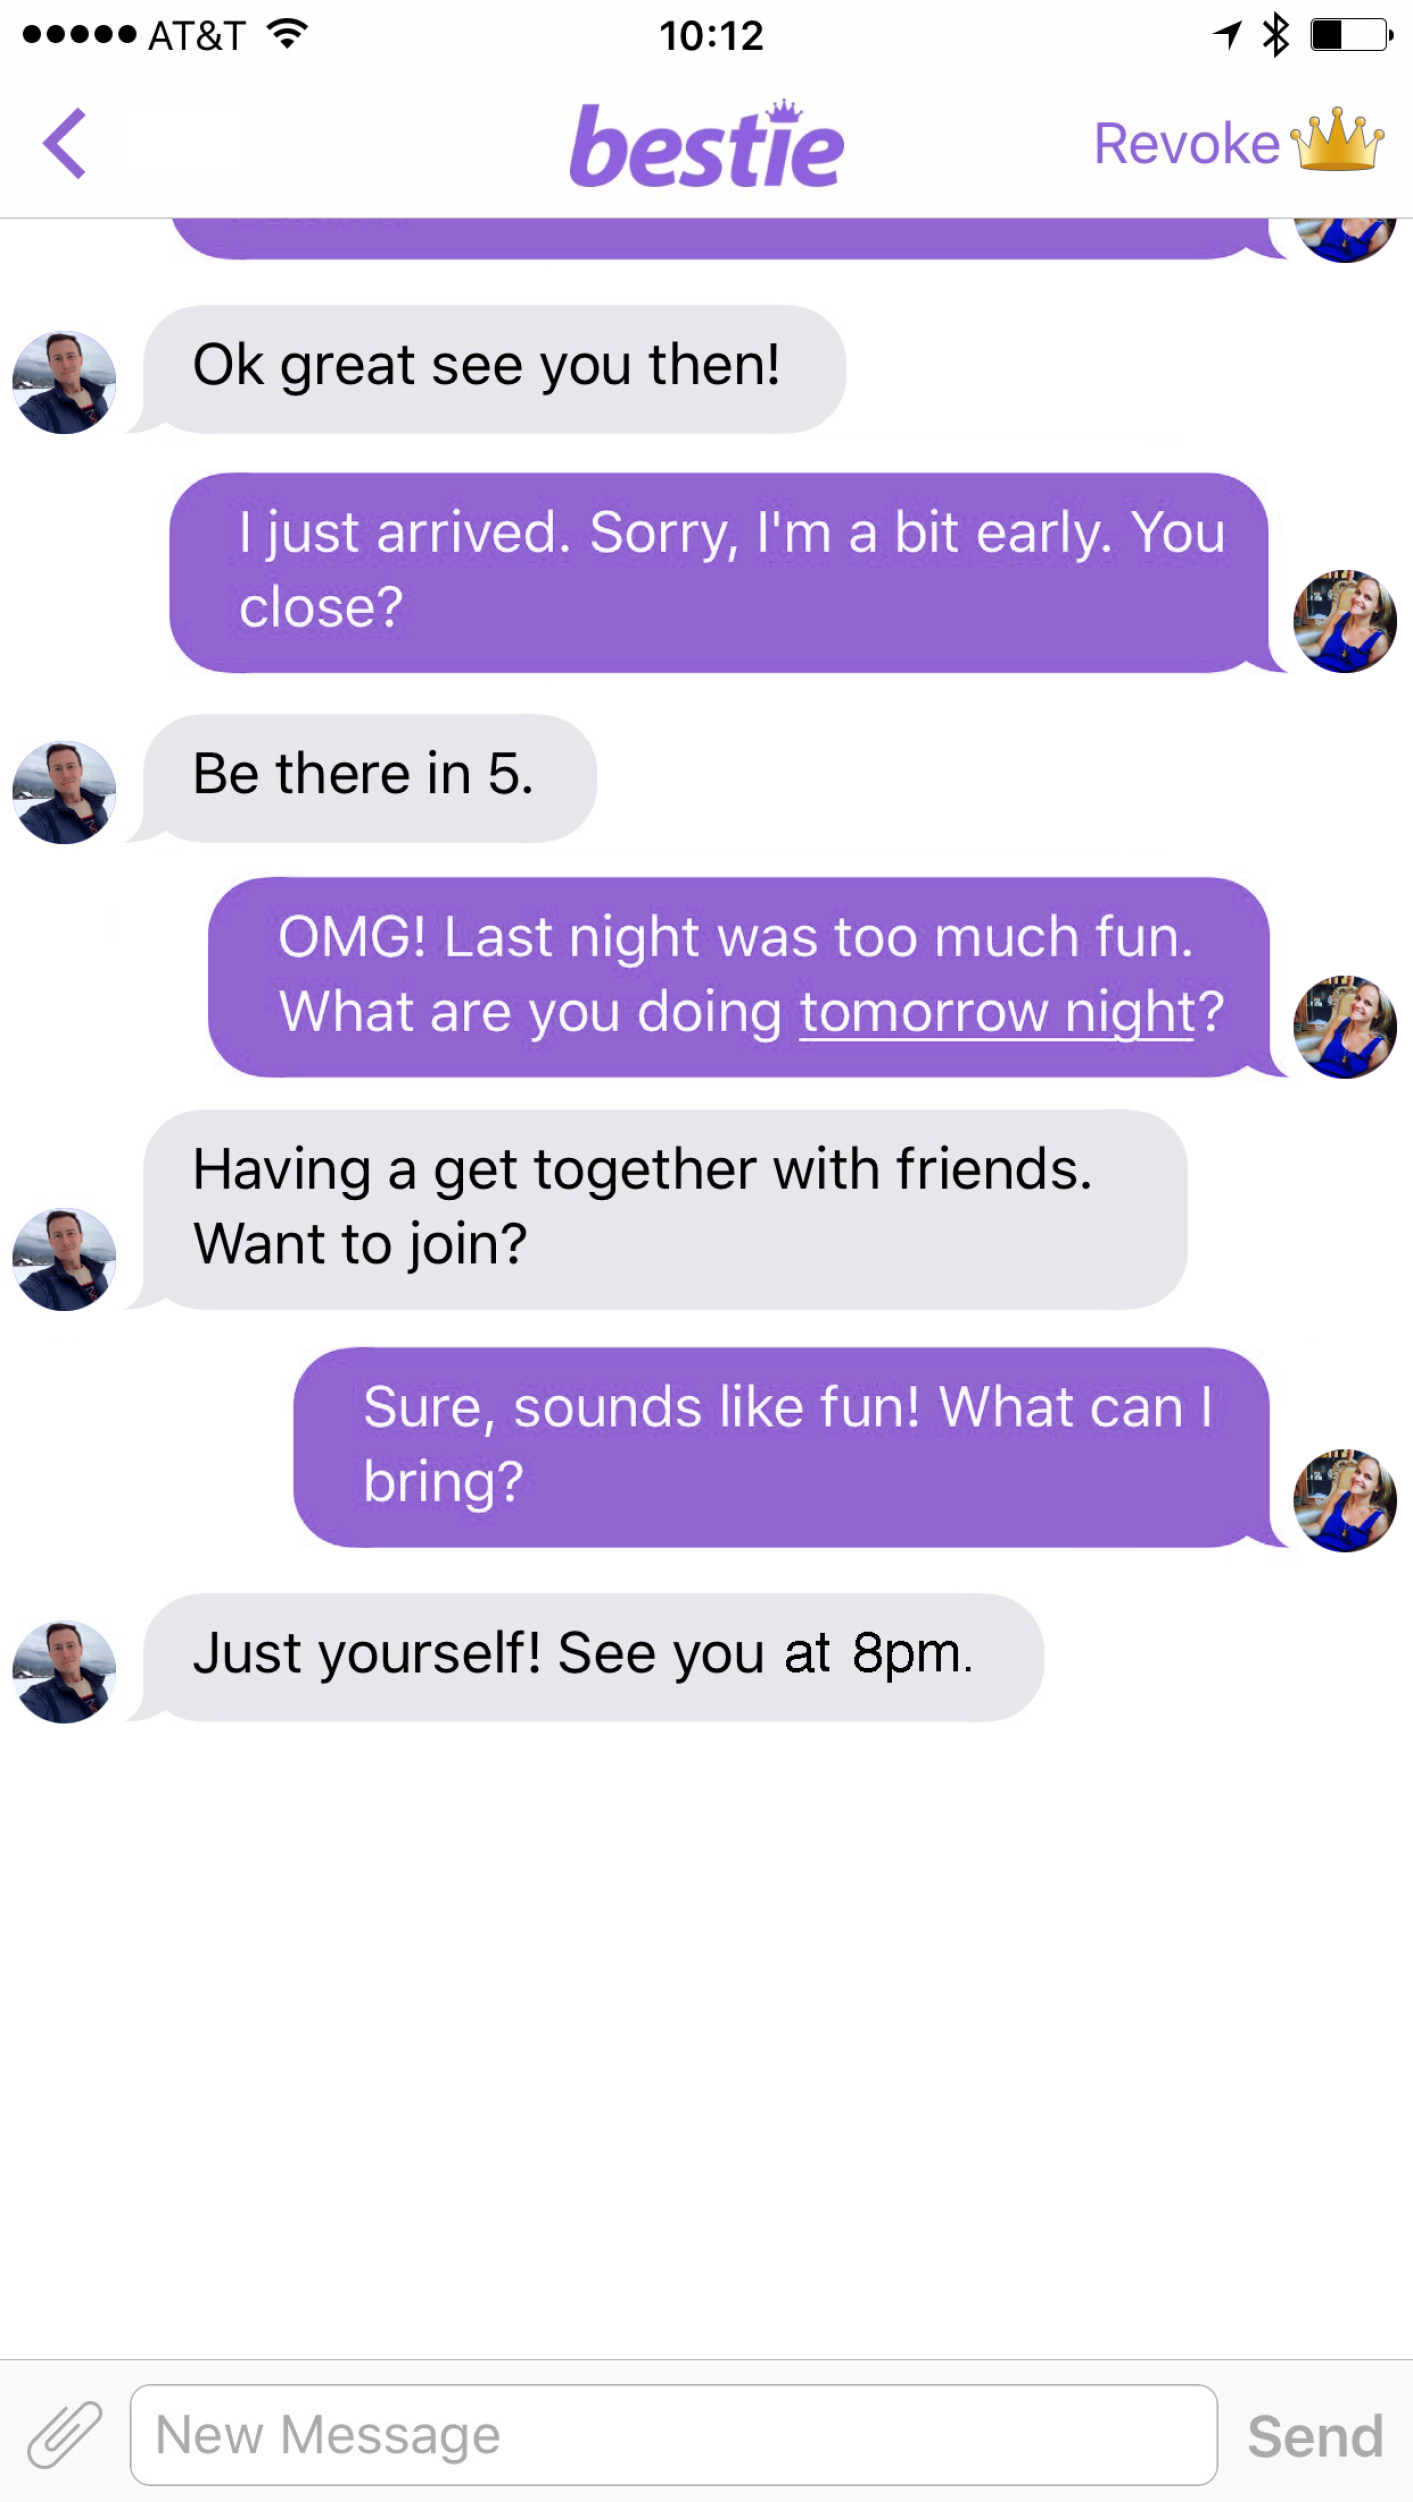 AT&T 10:12
bestie Revoke
Ok great see you then!
I just arrived. Sorry, I'm a bit early. You
close?
Be there in 5.
OMG! Last night was too much fun.
What are you doing tomorrow night?
Having a get together with friends.
Want to join?
Sure, sounds like fun! What can I
bring?
Just yourself! See you at 8pm.
New Message Send